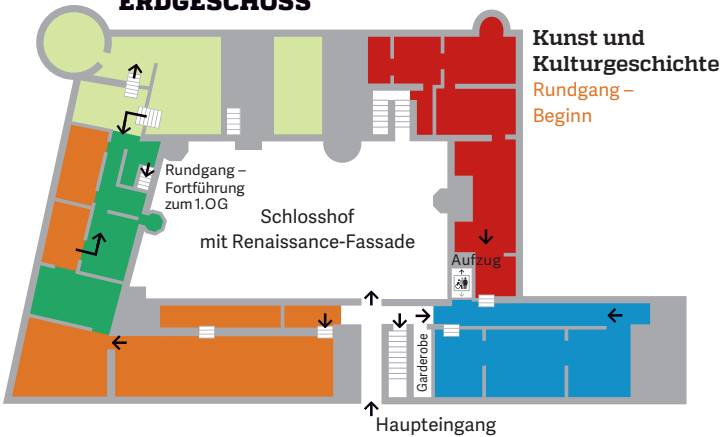 ERDGESCHOSS
Kunst und
Kulturgeschichte
Rundgang –
Beginn
Rundgang –
Fortführung
zum 1.OG
Schlosshof
mit Renaissance-Fassade
Aufzug
Garderobe
Haupteingang